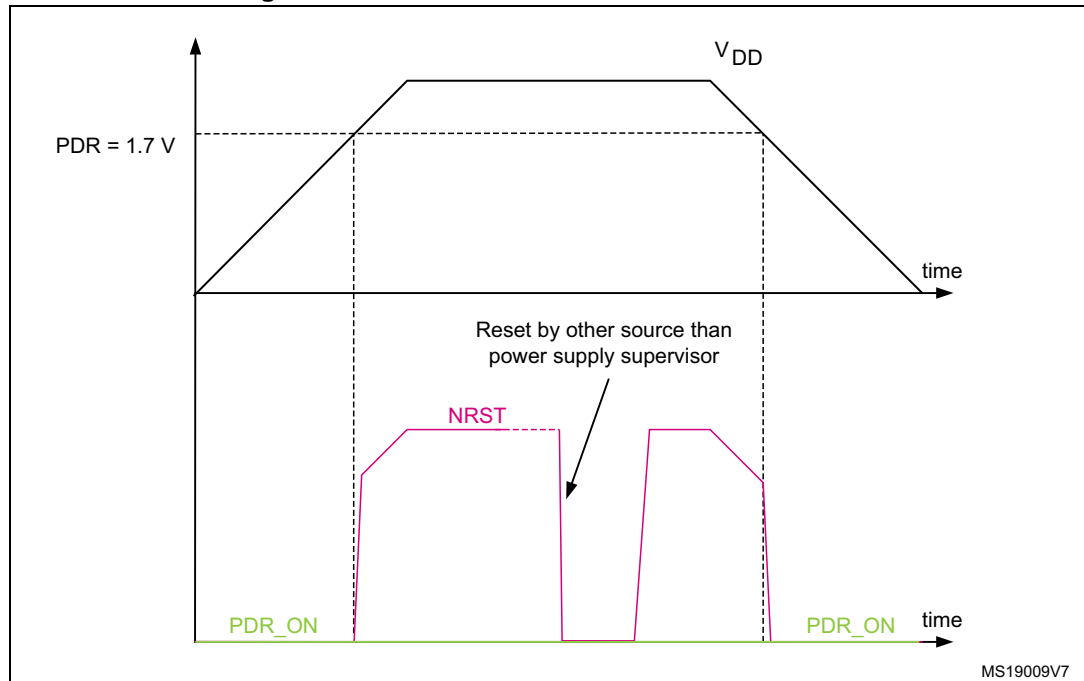 V DD
PDR = 1.7 V
time
Reset by other source than
power supply supervisor
NRST
PDR_ON
PDR_ON
time
MS19009V7